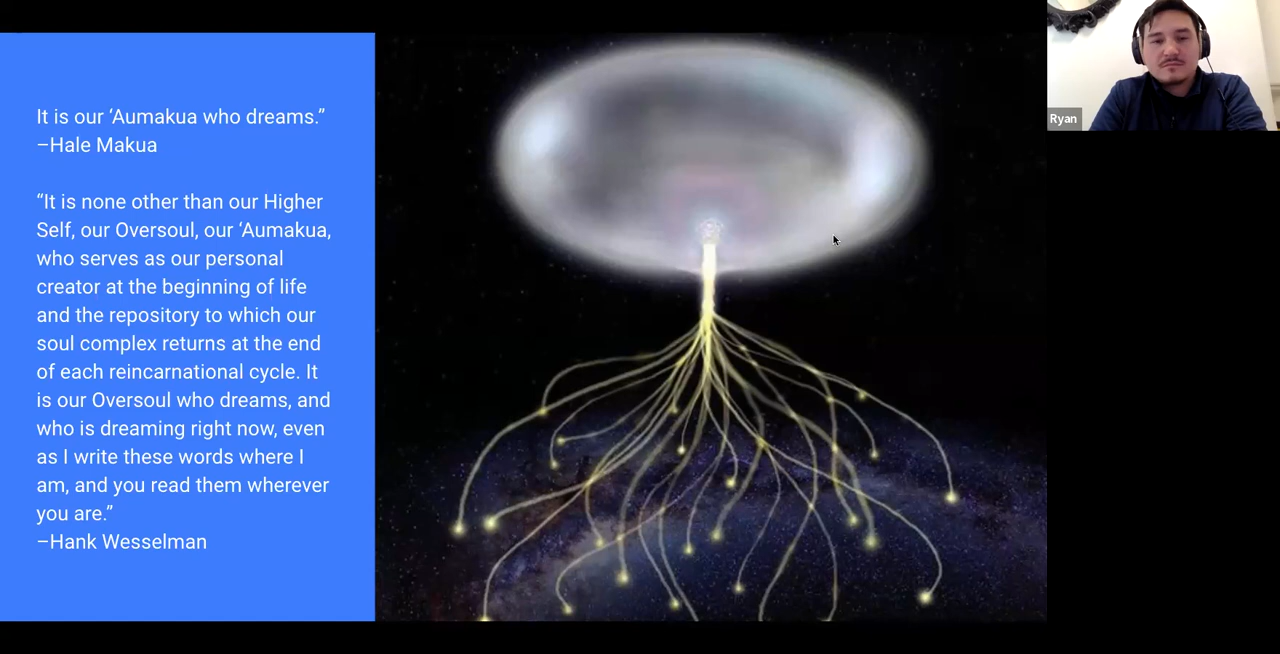 It is our ‘Aumakua who dreams.”
–Hale Makua
“It is none other than our Higher
Self, our Oversoul, our ‘Aumakua,
who serves as our personal
creator at the beginning of life
and the repository to which our
soul complex returns at the end
of each reincarnational cycle. It
is our Oversoul who dreams, and
who is dreaming right now, even
as I write these words where I
am, and you read them wherever
you are.”
–Hank Wesselman
Ryan